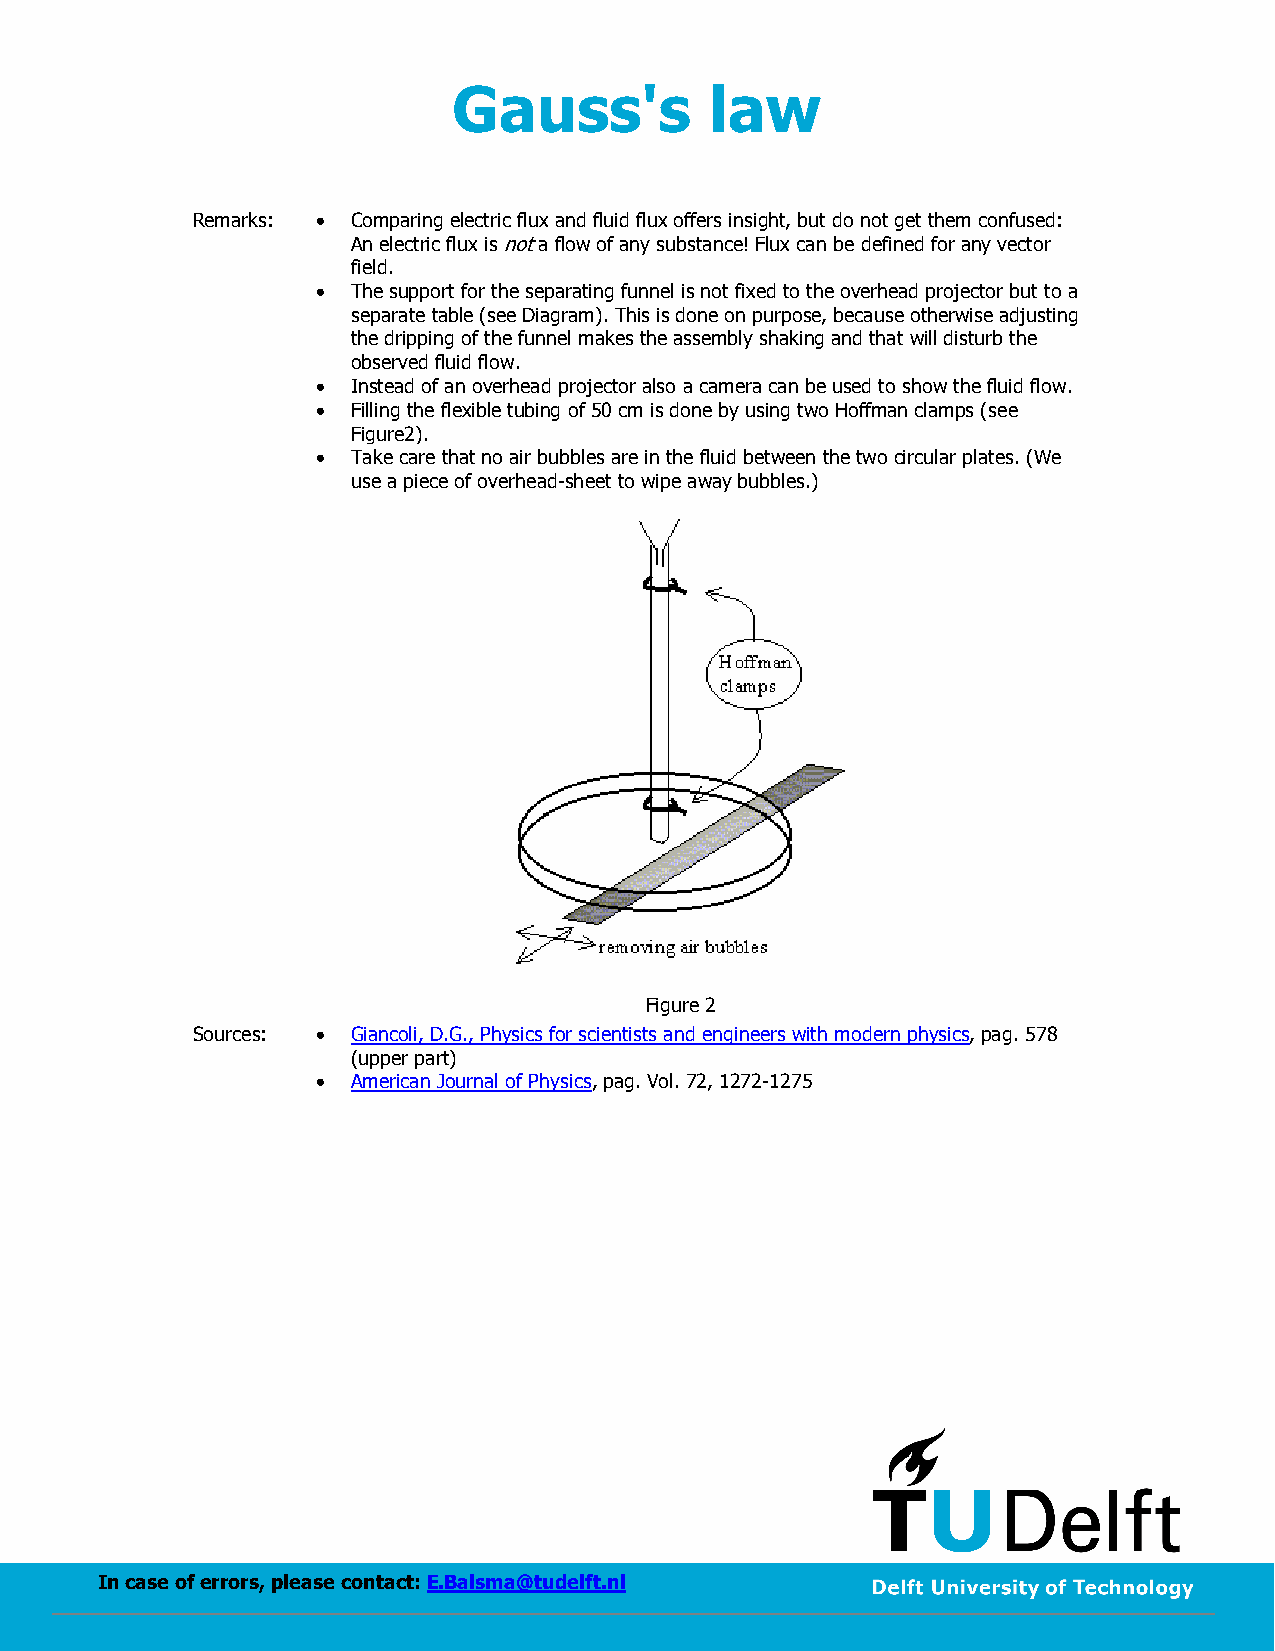 Gauss's law
Remarks: • Comparing electric flux and fluid flux offers insight, but do not get them confused:
An electric flux is not a flow of any substance! Flux can be defined for any vector
field.
• The support for the separating funnel is not fixed to the overhead projector but to a
separate table (see Diagram). This is done on purpose, because otherwise adjusting
the dripping of the funnel makes the assembly shaking and that will disturb the
observed fluid flow.
• Instead of an overhead projector also a camera can be used to show the fluid flow.
• Filling the flexible tubing of 50 cm is done by using two Hoffman clamps (see
Figure2).
• Take care that no air bubbles are in the fluid between the two circular plates. (We
use a piece of overhead-sheet to wipe away bubbles.)
Hoffman
clamps
removing air bubbles
Figure 2
Sources: • Giancoli, D.G., Physics for scientists and engineers with modern physics, pag. 578
(upper part)
• American Journal of Physics, pag. Vol. 72, 1272-1275
TUDelft
In case of errors, please contact: E.Balsma@tudelft.nl
Delft University of Technology